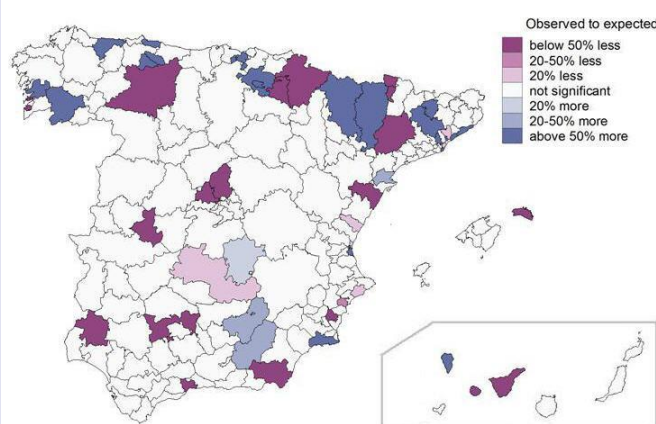 Observed to expected
below 50% less
20-50% less
20% less
not significant
20% more
20-50% more
above 50% more